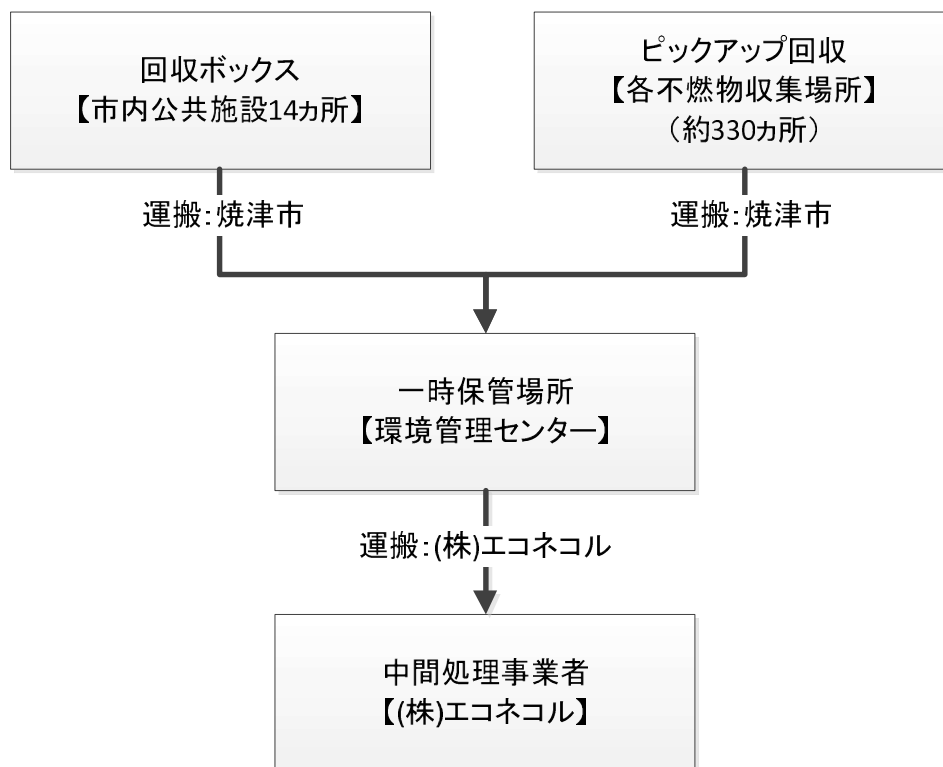 回収ボックス
【市内公共施設14ヵ所】
ピックアップ回収
【各不燃物収集場所】
（約330ヵ所）
運搬：焼津市
運搬：焼津市
一時保管場所
【環境管理センター】
運搬：(株)エコネコル
中間処理事業者
【(株)エコネコル】